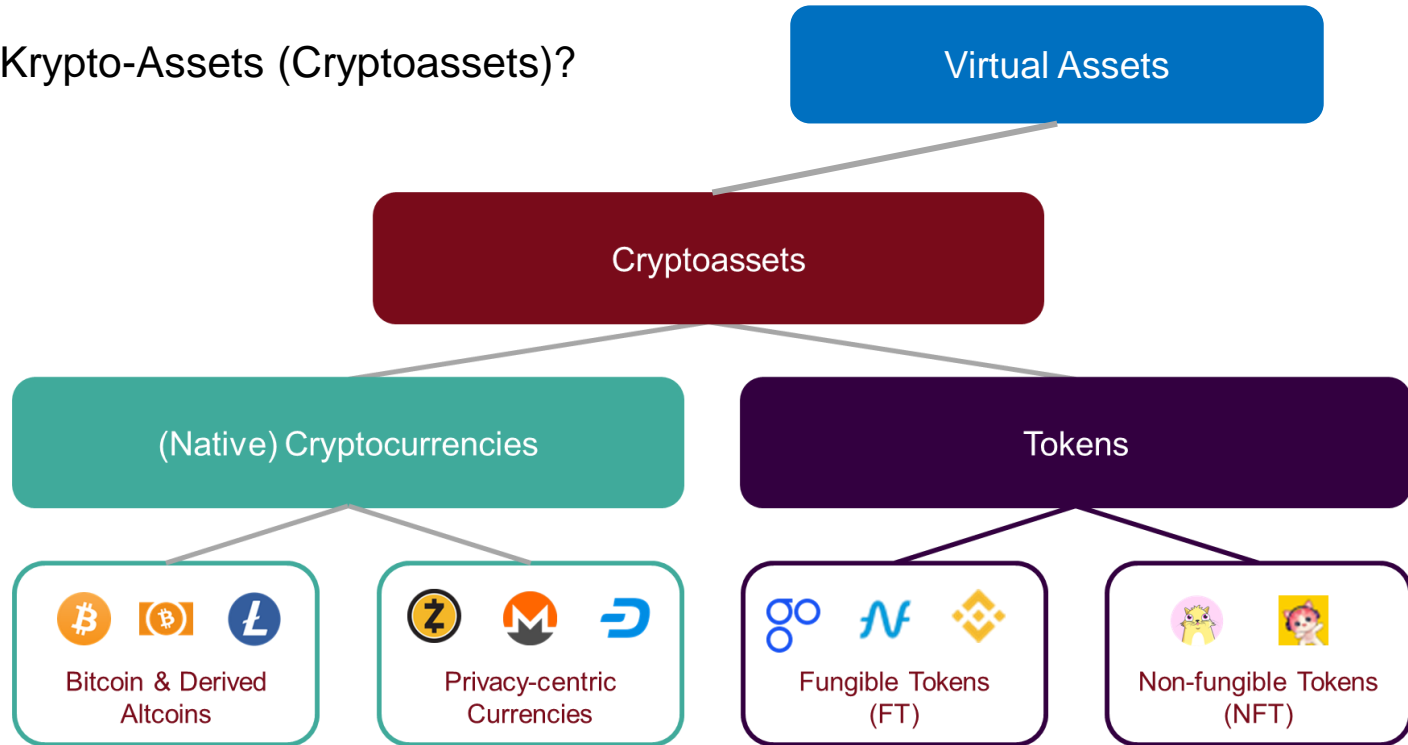 Krypto-Assets (Cryptoassets)?
Virtual Assets
Cryptoassets
(Native) Cryptocurrencies
Tokens
Bitcoin & Derived
Altcoins
Privacy-centric
Currencies
Fungible Tokens
(FT)
Non-fungible Tokens
(NFT)